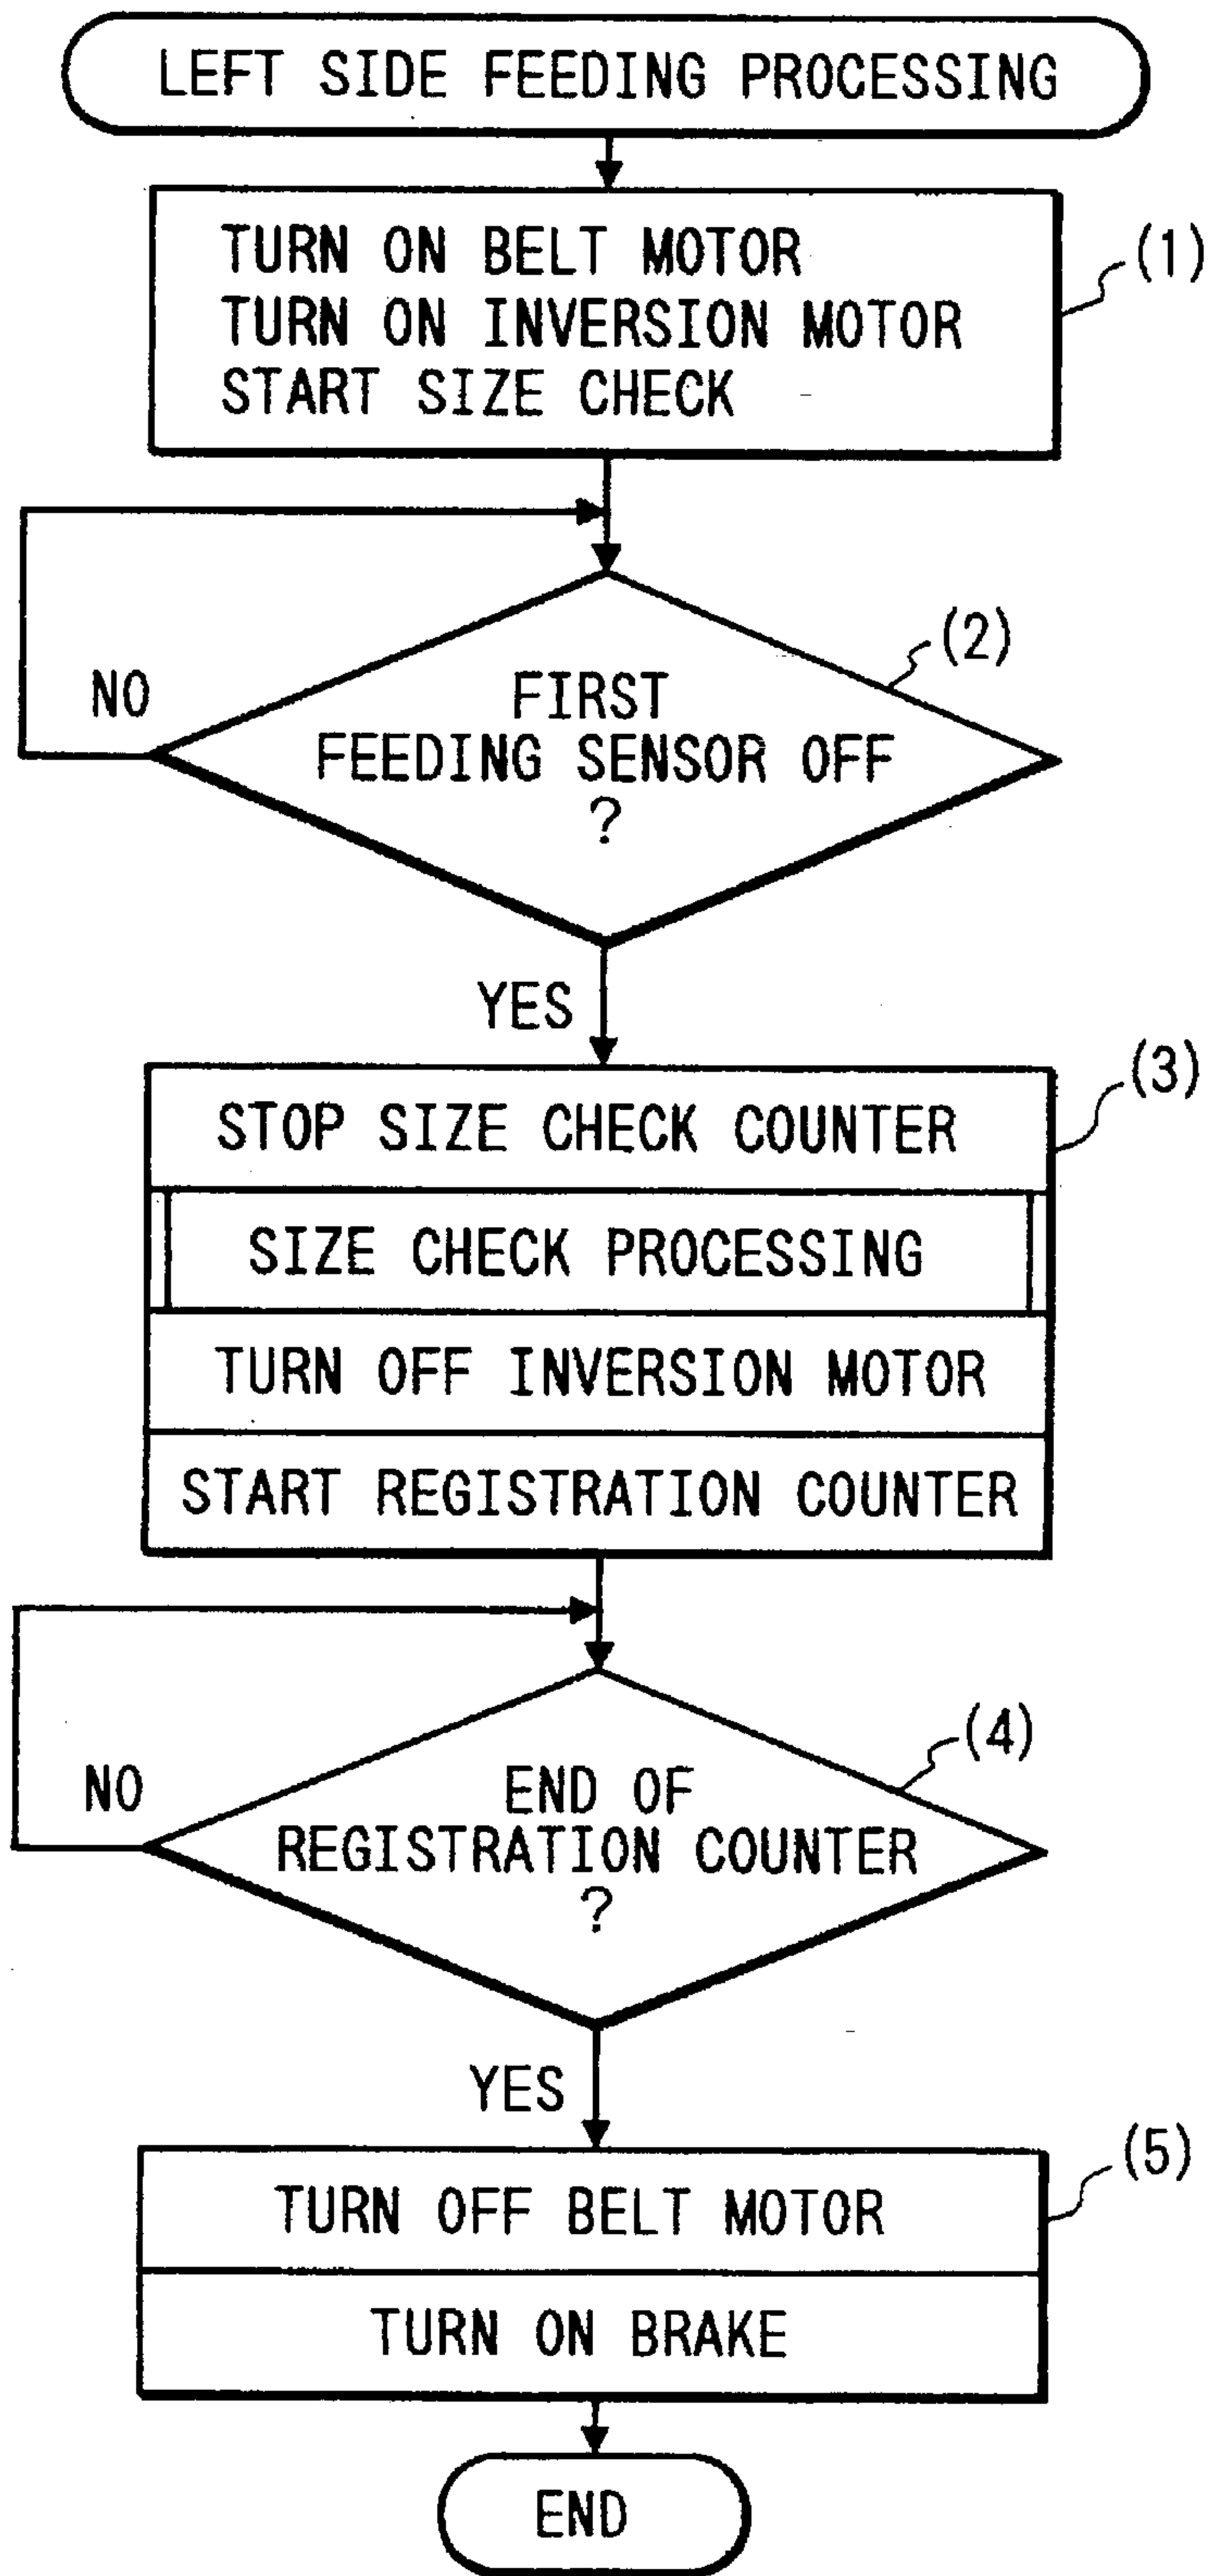 LEFT SIDE FEEDING PROCESSING
TURN ON BELT MOTOR
TURN ON INVERSION MOTOR
START SIZE CHECK
(1)
(2)
NO
FIRST
FEEDING SENSOR OFF
?
YES
(3)
STOP SIZE CHECK COUNTER
SIZE CHECK PROCESSING
TURN OFF INVERSION MOTOR
START REGISTRATION COUNTER
(4)
NO
END OF
REGISTRATION COUNTER
?
YES
(5)
TURN OFF BELT MOTOR
TURN ON BRAKE
END